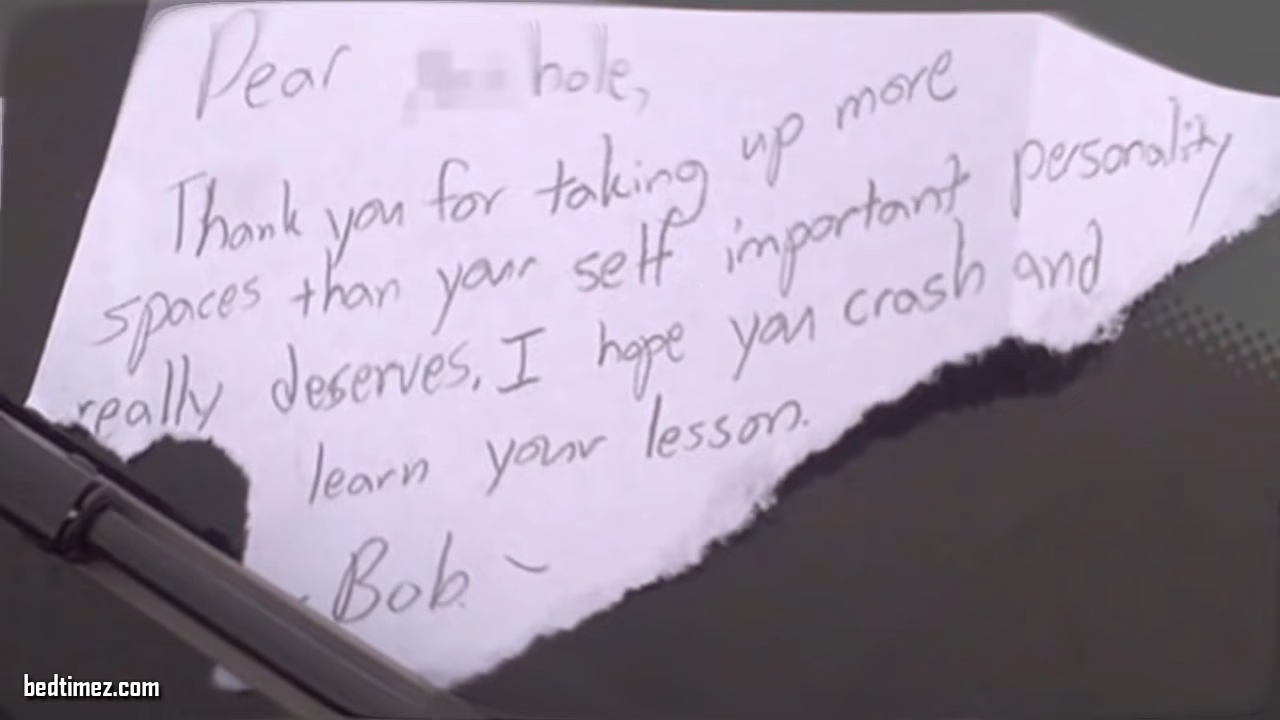 Dear hole,
Thank you for taking up more
spaces than your self important personality
really deserves. I hope you crash and
learn your lesson.
- Bob -
bedtimez.com